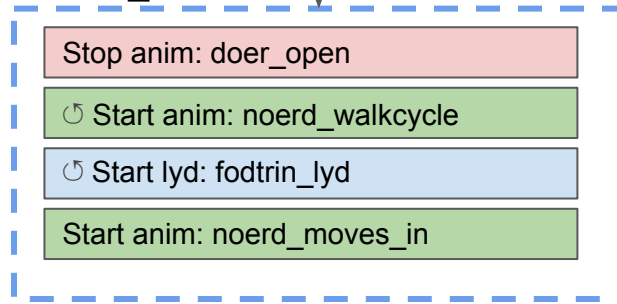 Stop anim: doer_open
↺ Start anim: noerd_walkcycle
↺ Start lyd: fodtrin_lyd
Start anim: noerd_moves_in